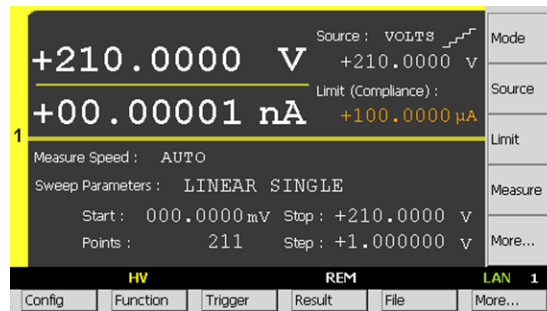 Source : VOLTS
+210.0000 V
+210.0000 V
Limit (Compliance) :
+00.00001 nA
+100.0000 µA
1
Measure Speed : AUTO
Sweep Parameters : LINEAR SINGLE
Start : 000.0000 mV Stop : +210.0000 V
Points : 211 Step : +1.000000 V
Mode
Source
Limit
Measure
More...
HV REM LAN 1
Config Function Trigger Result File More...